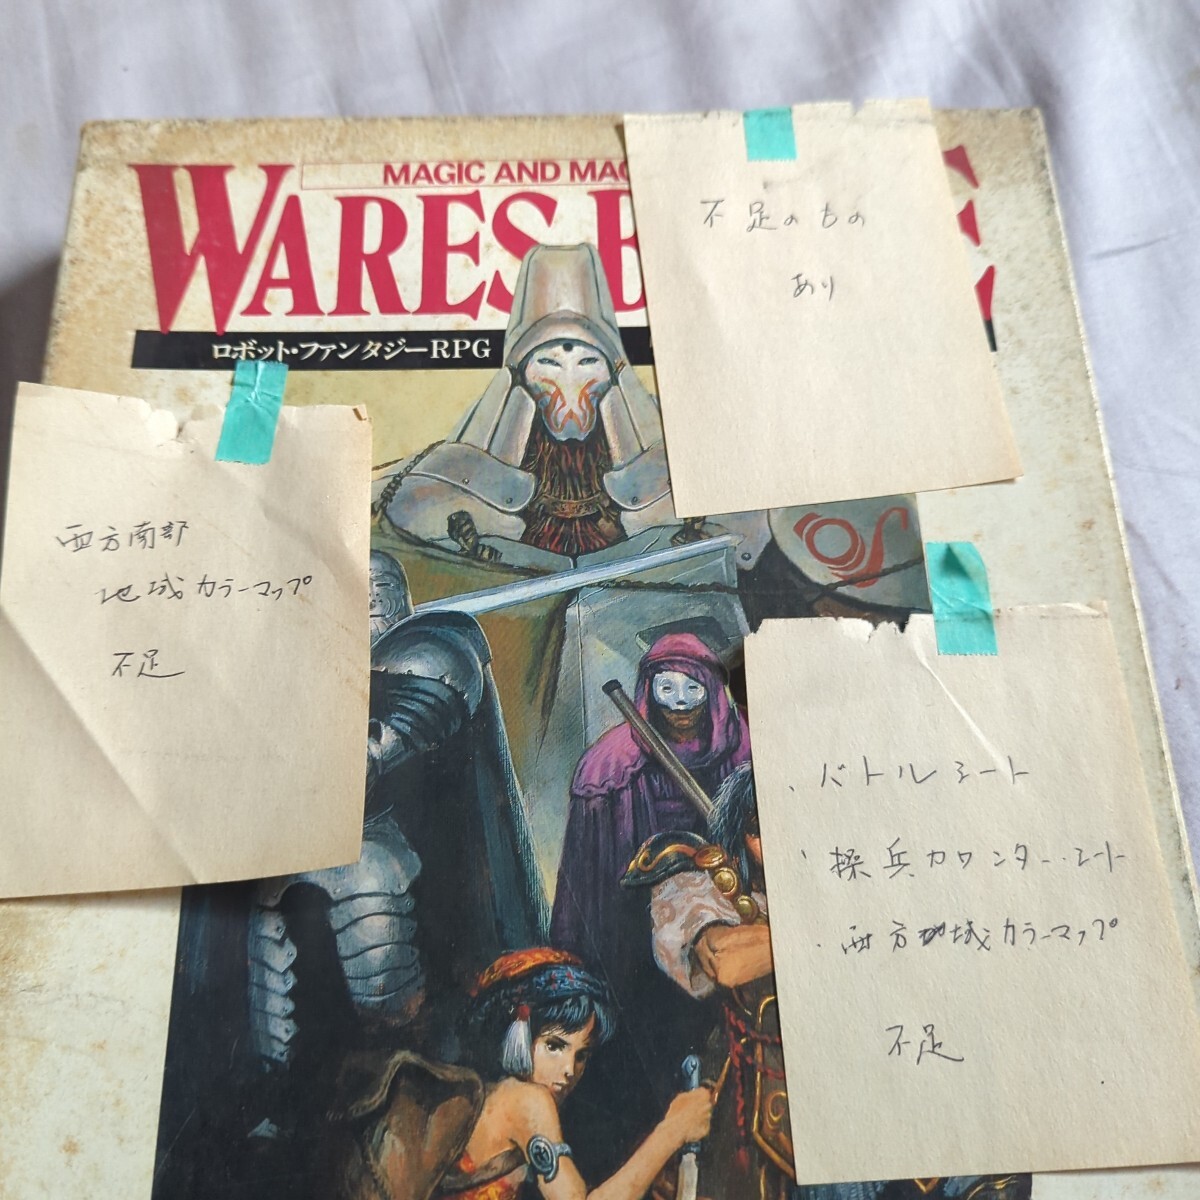 MAGIC AND MAC
WARES B
ロボット・ファンタジーRPG
不足のもの
あり
西方南部
地域カラーマップ
不足
、バトルシート
、操兵カウンター・シート
・西方地域カラーマップ
不足